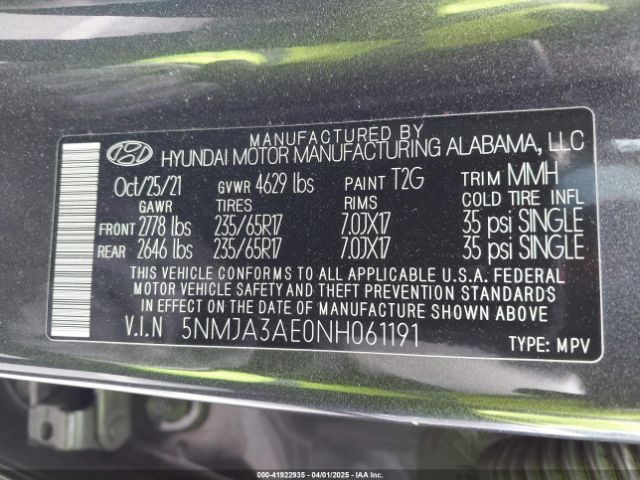 MANUFACTURED BY
HYUNDAI MOTOR MANUFACTURING ALABAMA, LLC
Oct/25/21 GVWR 4629 lbs PAINT T2G TRIM MMH
GAWR TIRES COLD TIRE INFL
FRONT 2778 lbs 235/65R17 7.0JX17 35 psi SINGLE
REAR 2646 lbs 235/65R17 7.0JX17 35 psi SINGLE
THIS VEHICLE CONFORMS TO ALL APPLICABLE U.S.A. FEDERAL
MOTOR VEHICLE SAFETY AND THEFT PREVENTION STANDARDS
IN EFFECT ON THE DATE OF MANUFACTURE SHOWN ABOVE
V.I.N 5NMJA3AE0NH061191
TYPE: MPV
000-41922935 - 04/01/2025 - IAAI.COM